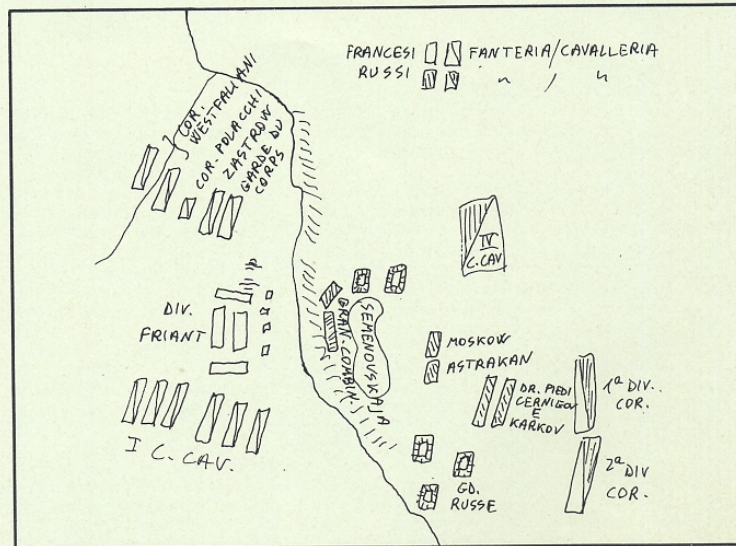 FRANCESI FANTERIA/CAVALLERIA
RUSSI " , "
COR.
WESTFALIANI
COR. POLACCHI
ZASTROW
GARDE DU
CORPS
IV
C. CAV
DIV.
FRIANT
GRAN. COMBIN.
SEMENOVSKAJA
MOSKOW
ASTRAKAN
DR. PIEDI
CERNIGOV
E
KARKOV
1ª DIV.
COR.
I C. CAV.
2ª DIV
COR.
GD.
RUSSE